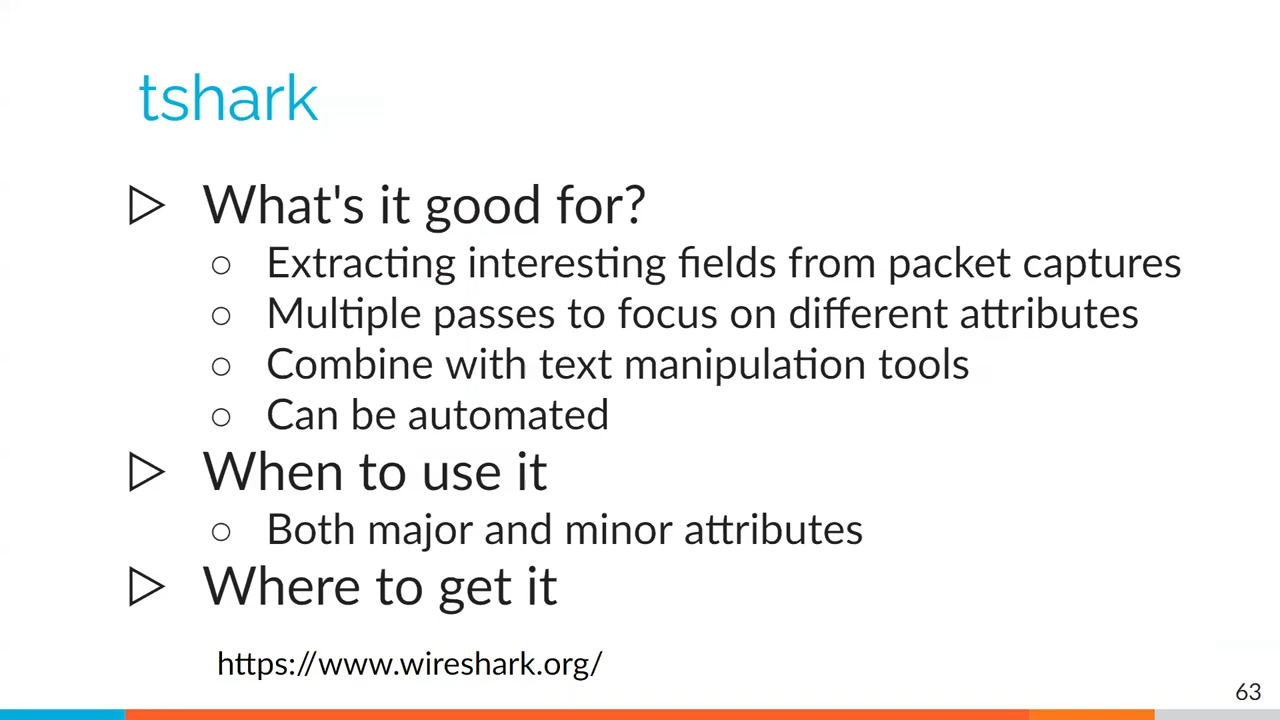 tshark
What's it good for?
Extracting interesting fields from packet captures
Multiple passes to focus on different attributes
Combine with text manipulation tools
Can be automated
When to use it
Both major and minor attributes
Where to get it
https://www.wireshark.org/
63